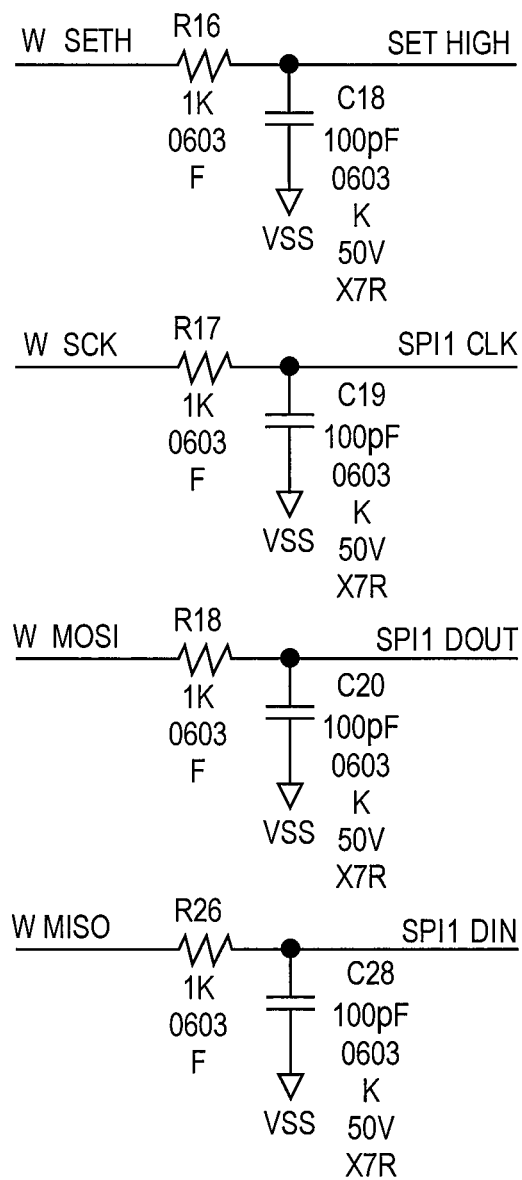 R16
W SETH SET HIGH
1K
0603
F
C18
100pF
0603
K
50V
X7R
VSS
R17
W SCK SPI1 CLK
1K
0603
F
C19
100pF
0603
K
50V
X7R
VSS
R18
W MOSI SPI1 DOUT
1K
0603
F
C20
100pF
0603
K
50V
X7R
VSS
R26
W MISO SPI1 DIN
1K
0603
F
C28
100pF
0603
K
50V
X7R
VSS